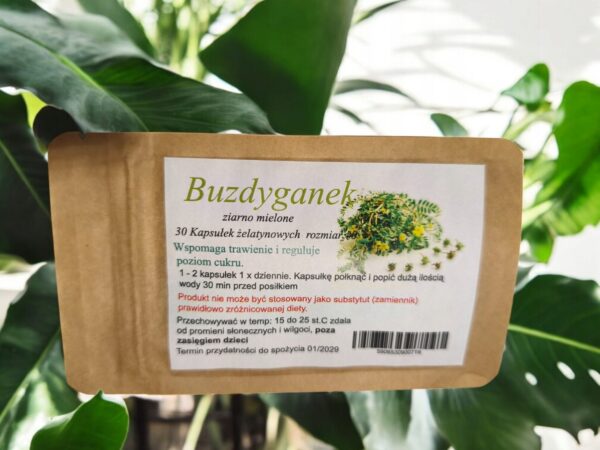 Buzdyganek
ziarno mielone
30 Kapsułek żelatynowych rozmiar
Wspomaga trawienie i reguluje
poziom cukru.
1 - 2 kapsułek 1 x dziennie. Kapsułkę połknąć i popić dużą ilością
wody 30 min przed posiłkiem
Produkt nie może być stosowany jako substytut (zamiennik)
prawidłowo zróżnicowanej diety.
Przechowywać w temp: 15 do 25 st.C zdala
od promieni słonecznych i wilgoci, poza
zasięgiem dzieci
Termin przydatności do spożycia 01/2029